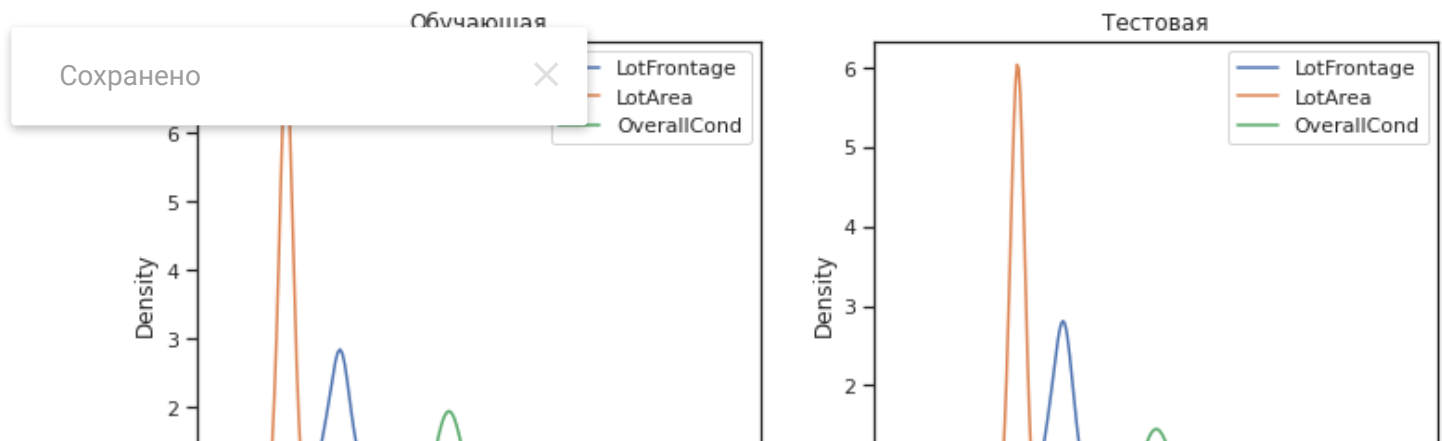 Обучающая
Сохранено
LotFrontage
LotArea
OverallCond
6
5
4
3
2
Density
Тестовая
LotFrontage
LotArea
OverallCond
6
5
4
3
2
Density